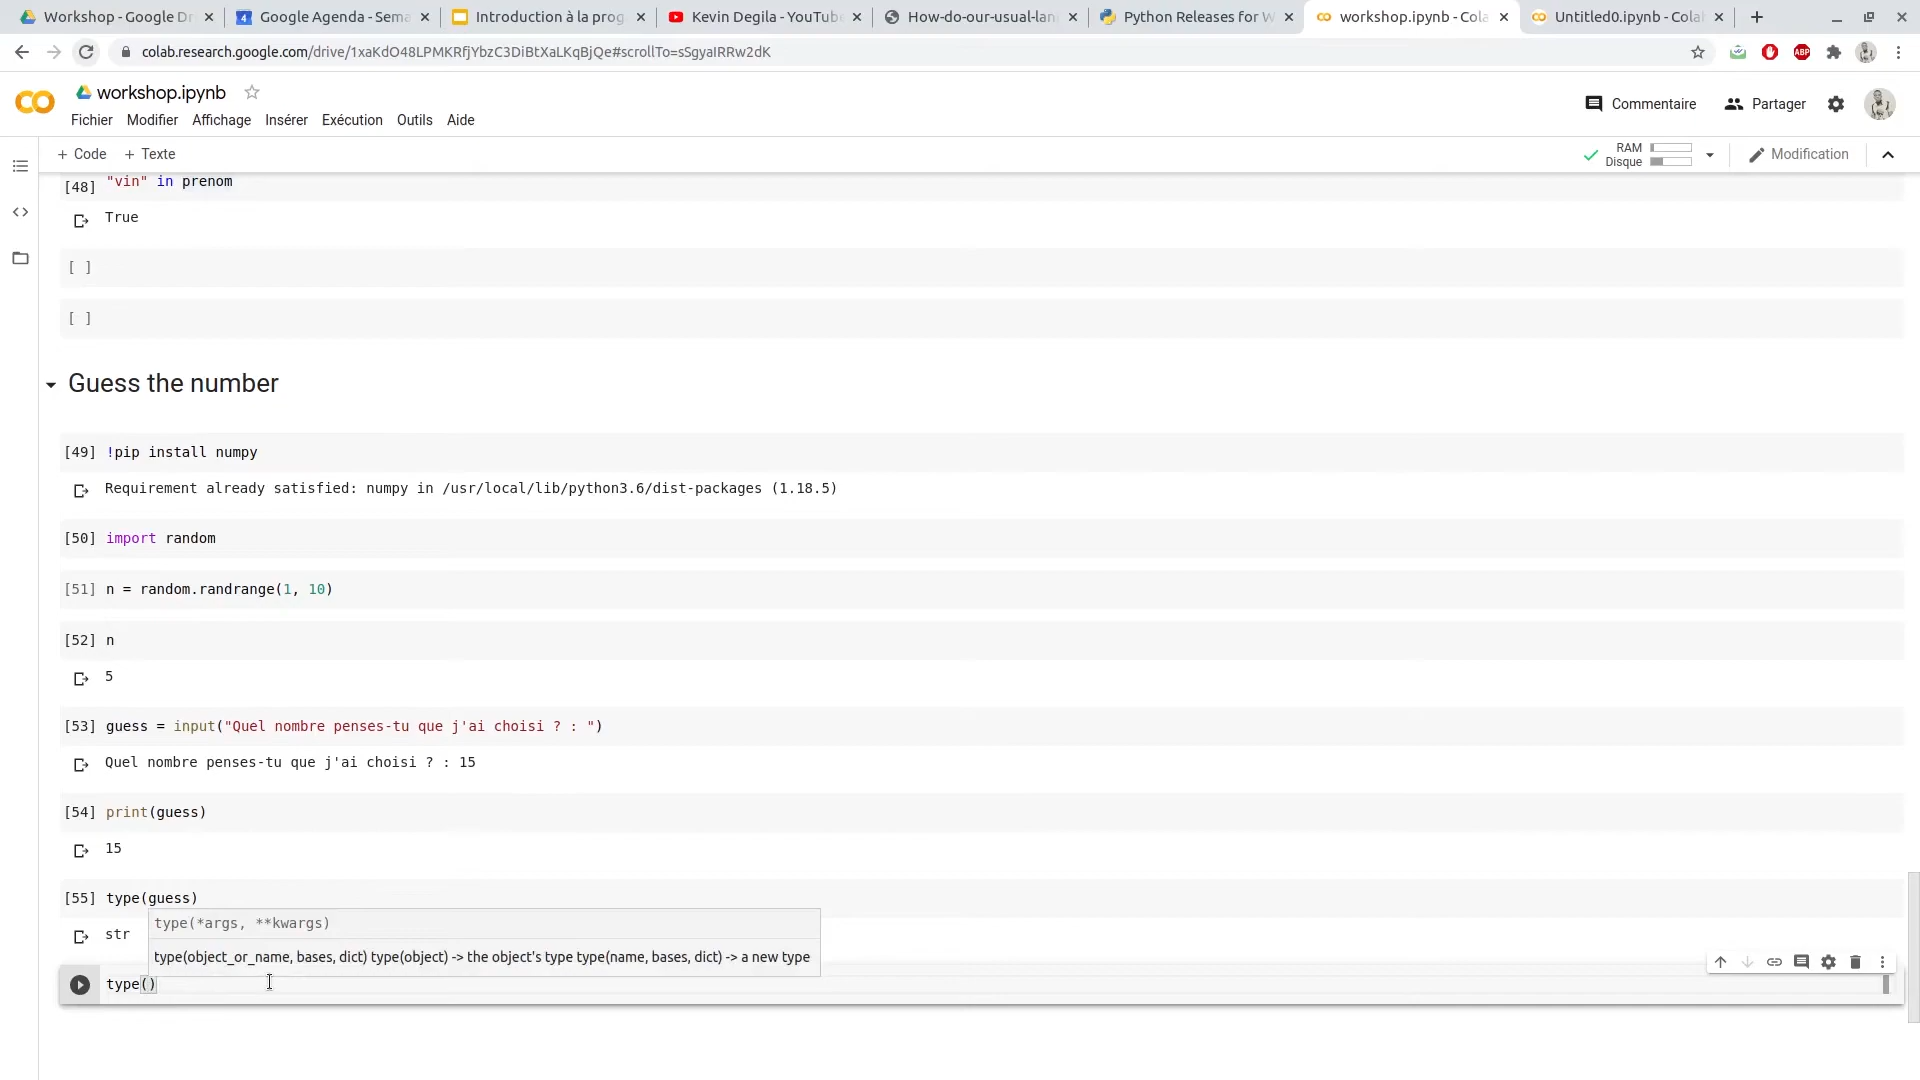 Workshop - Google Dr
Google Agenda - Sema
Introduction à la prog
Kevin Degila - YouTube
How-do-our-usual-lan
Python Releases for W
workshop.ipynb - Cola
Untitled0.ipynb - Colab
colab.research.google.com/drive/1xaKdO48LPMKRfjYbzC3DiBtXaLKqBjQe#scrollTo=sSgyaIRRw2dK
ABP
CO workshop.ipynb
Commentaire Partager
Fichier Modifier Affichage Insérer Exécution Outils Aide
+ Code + Texte
RAM
Disque
Modification
[48] "vin" in prenom
True
[ ]
[ ]
Guess the number
[49] !pip install numpy
Requirement already satisfied: numpy in /usr/local/lib/python3.6/dist-packages (1.18.5)
[50] import random
[51] n = random.randrange(1, 10)
[52] n
5
[53] guess = input("Quel nombre penses-tu que j'ai choisi ? : ")
Quel nombre penses-tu que j'ai choisi ? : 15
[54] print(guess)
15
[55] type(guess)
type(*args, **kwargs)
str
type(object_or_name, bases, dict) type(object) -> the object's type type(name, bases, dict) -> a new type
type()